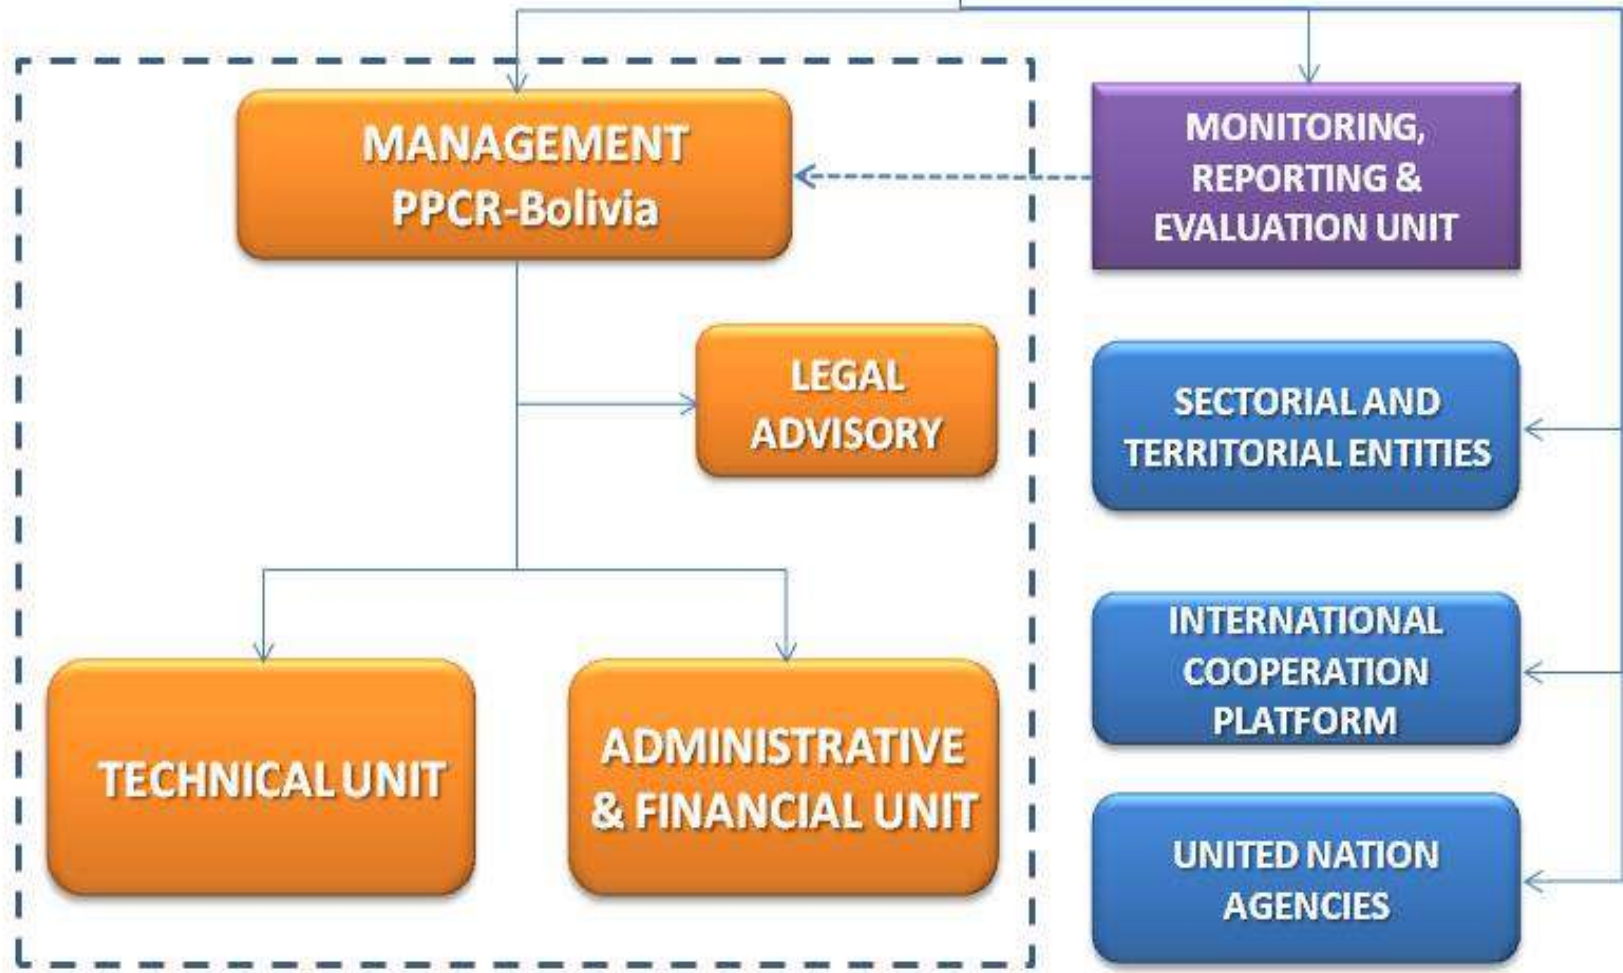 MANAGEMENT
PPCR-Bolivia
MONITORING,
REPORTING &
EVALUATION UNIT
LEGAL
ADVISORY
SECTORIAL AND
TERRITORIAL ENTITIES
TECHNICAL UNIT
ADMINISTRATIVE
& FINANCIAL UNIT
INTERNATIONAL
COOPERATION
PLATFORM
UNITED NATION
AGENCIES